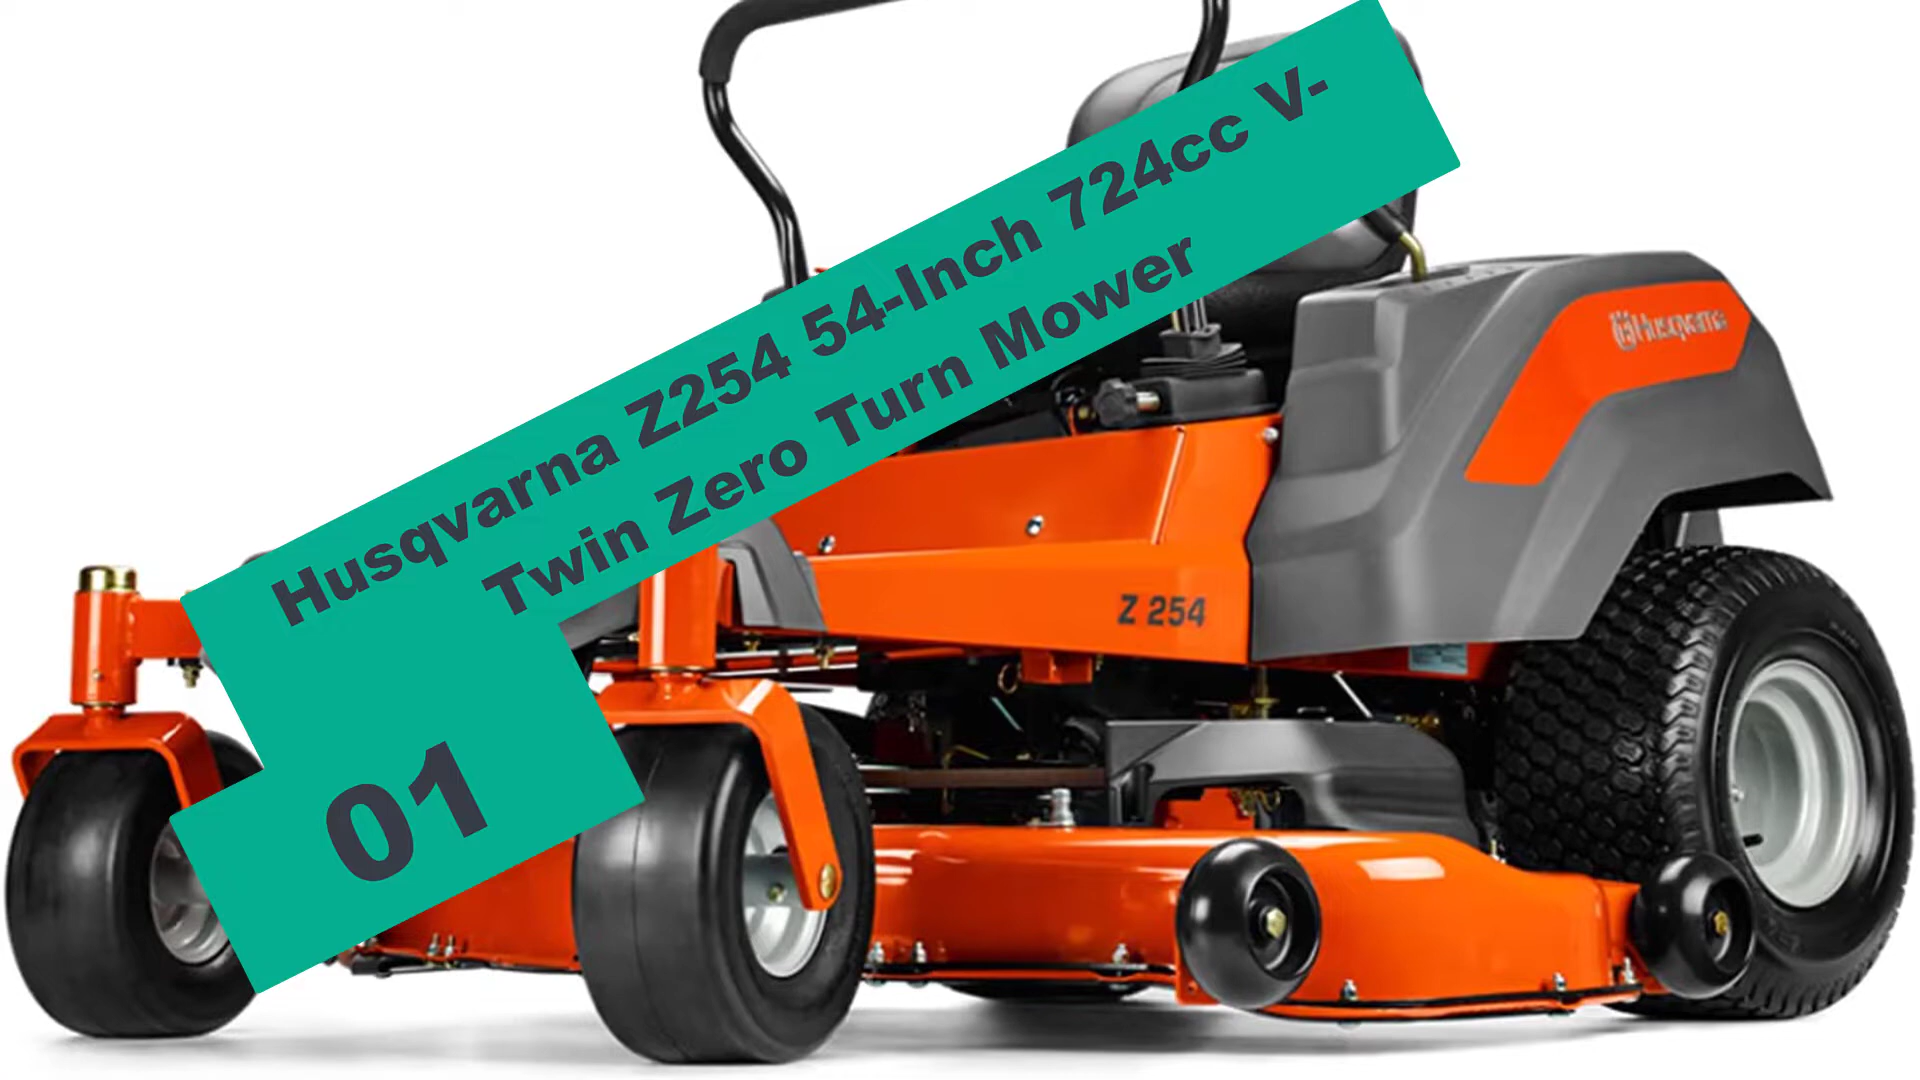 Husqvarna Z254 54-Inch 724cc V-
Twin Zero Turn Mower
01
Husqvarna
Z 254